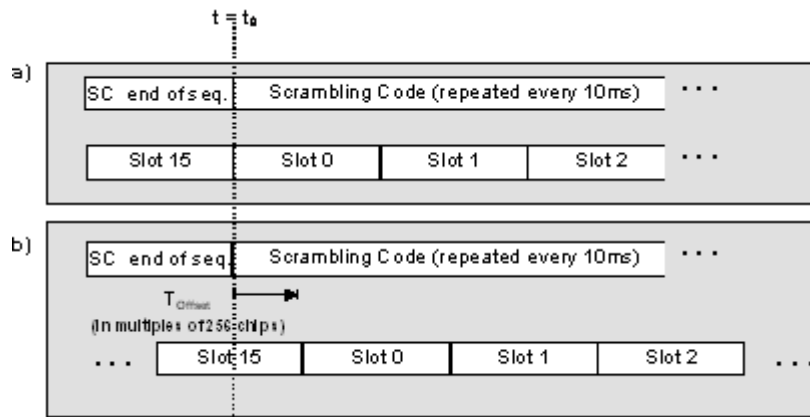 t = t₀
a)
SC end of seq. Scrambling Code (repeated every 10ms) ...
Slot 15 Slot 0 Slot 1 Slot 2 ...
b)
SC end of seq. Scrambling Code (repeated every 10ms) ...
T Offset
(in multiples of 256 chips)
... Slot 15 Slot 0 Slot 1 Slot 2 ...